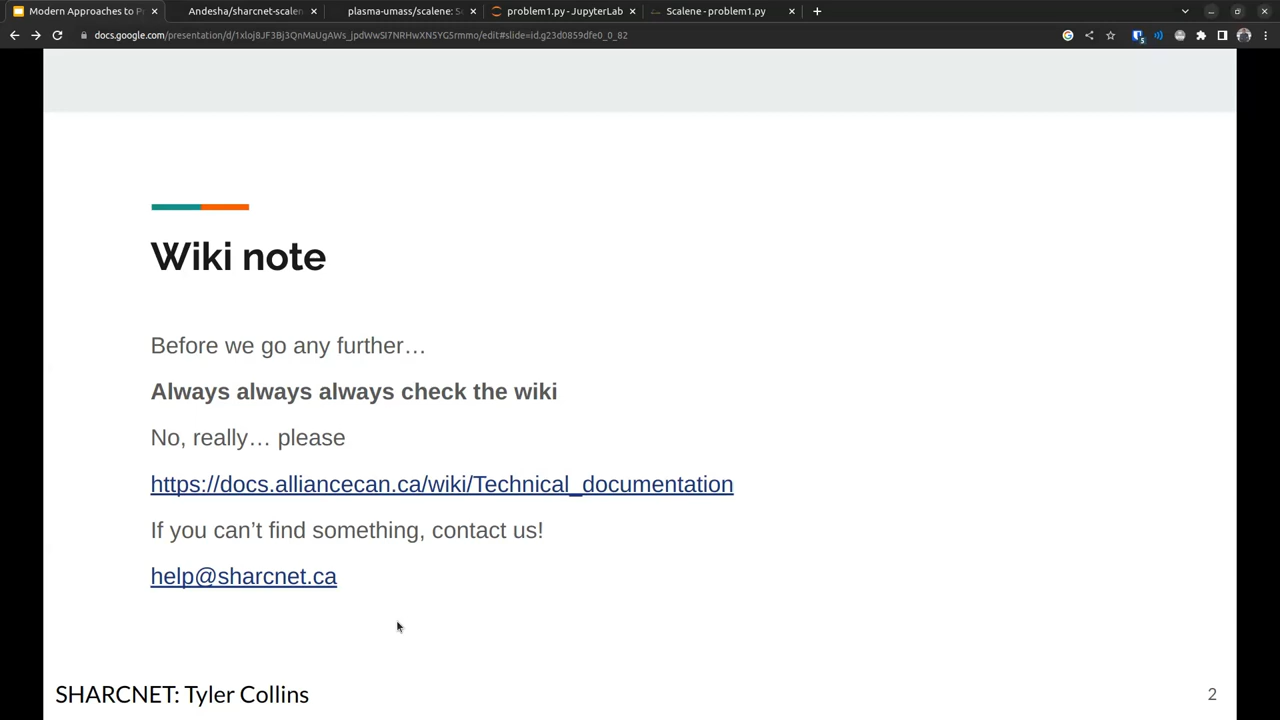 Modern Approaches to P
Andesha/sharcnet-scalen
plasma-umass/scalene: S
problem1.py - JupyterLab
Scalene - problem1.py
docs.google.com/presentation/d/1xloj8JF3Bj3QnMaUgAWs_jpdWwSI7NRHwXN5YG5rmmo/edit#slide=id.g23d0859dfe0_0_82
Wiki note
Before we go any further…
Always always always check the wiki
No, really… please
https://docs.alliancecan.ca/wiki/Technical_documentation
If you can’t find something, contact us!
help@sharcnet.ca
SHARCNET: Tyler Collins
2